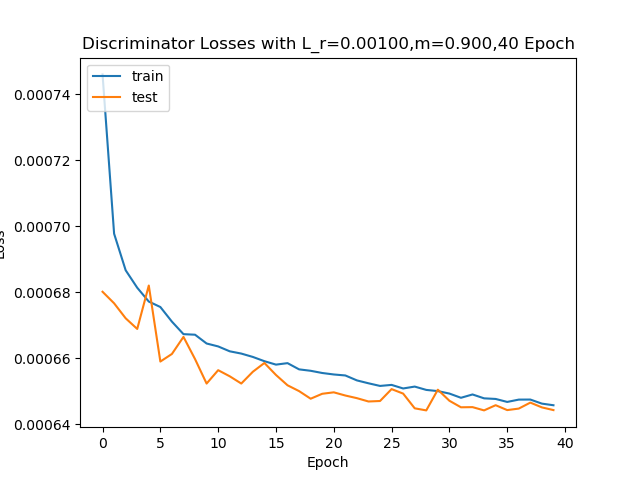 Discriminator Losses with L_r=0.00100,m=0.900,40 Epoch
train
test
0.00074
0.00072
0.00070
0.00068
0.00066
0.00064
Loss
0 5 10 15 20 25 30 35 40
Epoch